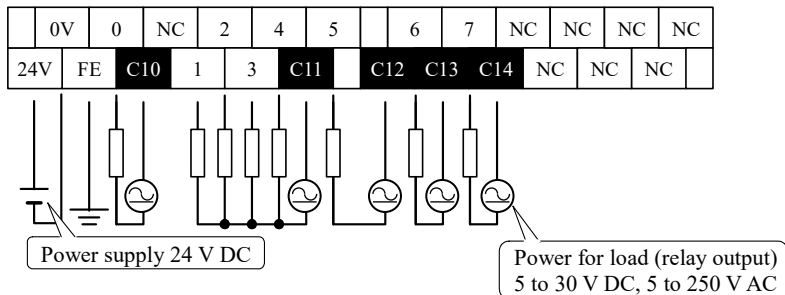 0V 0 NC 2 4 5 6 7 NC NC NC NC
24V FE C10 1 3 C11 C12 C13 C14 NC NC NC
Power supply 24 V DC
Power for load (relay output)
5 to 30 V DC, 5 to 250 V AC